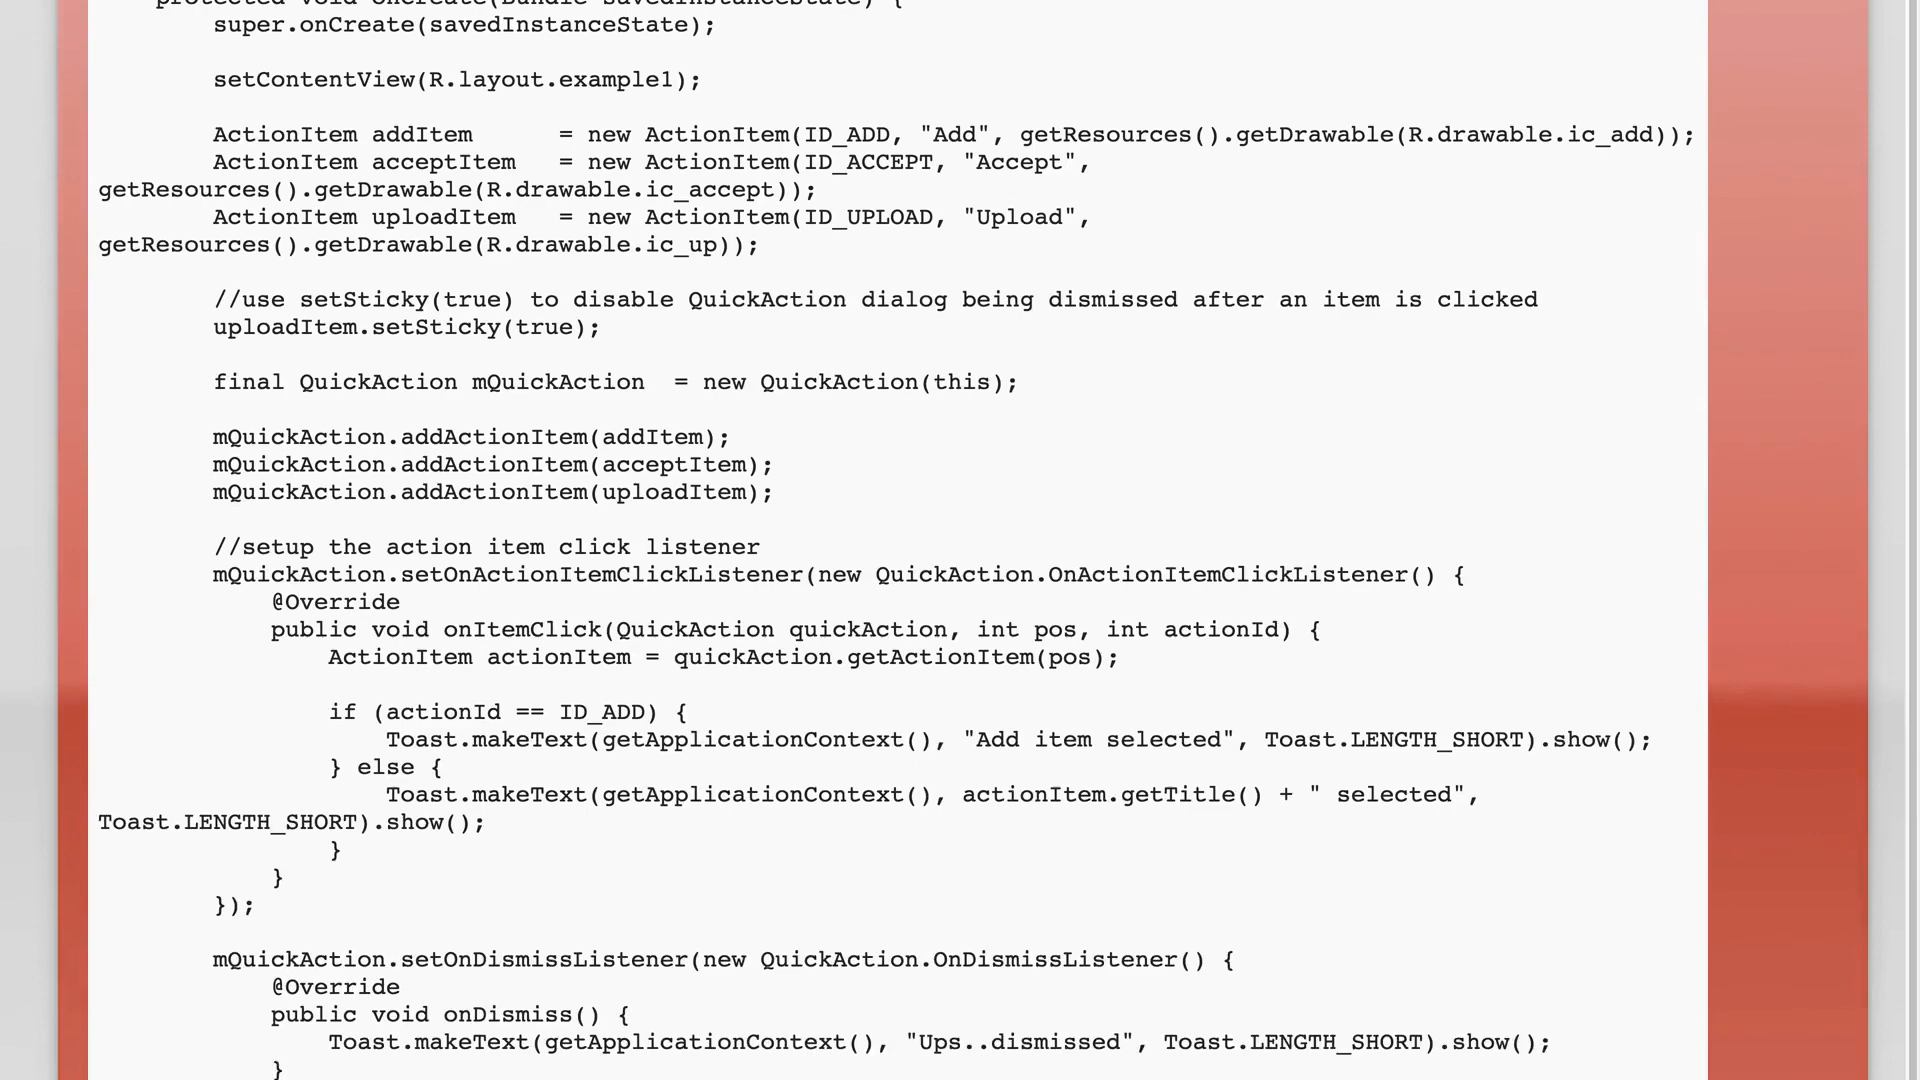 protected void onCreate(Bundle savedInstanceState) {
super.onCreate(savedInstanceState);
setContentView(R.layout.example1);
ActionItem addItem      = new ActionItem(ID_ADD, "Add", getResources().getDrawable(R.drawable.ic_add));
ActionItem acceptItem   = new ActionItem(ID_ACCEPT, "Accept",
getResources().getDrawable(R.drawable.ic_accept));
ActionItem uploadItem   = new ActionItem(ID_UPLOAD, "Upload",
getResources().getDrawable(R.drawable.ic_up));
//use setSticky(true) to disable QuickAction dialog being dismissed after an item is clicked
uploadItem.setSticky(true);
final QuickAction mQuickAction  = new QuickAction(this);
mQuickAction.addActionItem(addItem);
mQuickAction.addActionItem(acceptItem);
mQuickAction.addActionItem(uploadItem);
//setup the action item click listener
mQuickAction.setOnActionItemClickListener(new QuickAction.OnActionItemClickListener() {
@Override
public void onItemClick(QuickAction quickAction, int pos, int actionId) {
ActionItem actionItem = quickAction.getActionItem(pos);
if (actionId == ID_ADD) {
Toast.makeText(getApplicationContext(), "Add item selected", Toast.LENGTH_SHORT).show();
} else {
Toast.makeText(getApplicationContext(), actionItem.getTitle() + " selected",
Toast.LENGTH_SHORT).show();
}
}
});
mQuickAction.setOnDismissListener(new QuickAction.OnDismissListener() {
@Override
public void onDismiss() {
Toast.makeText(getApplicationContext(), "Ups..dismissed", Toast.LENGTH_SHORT).show();
}